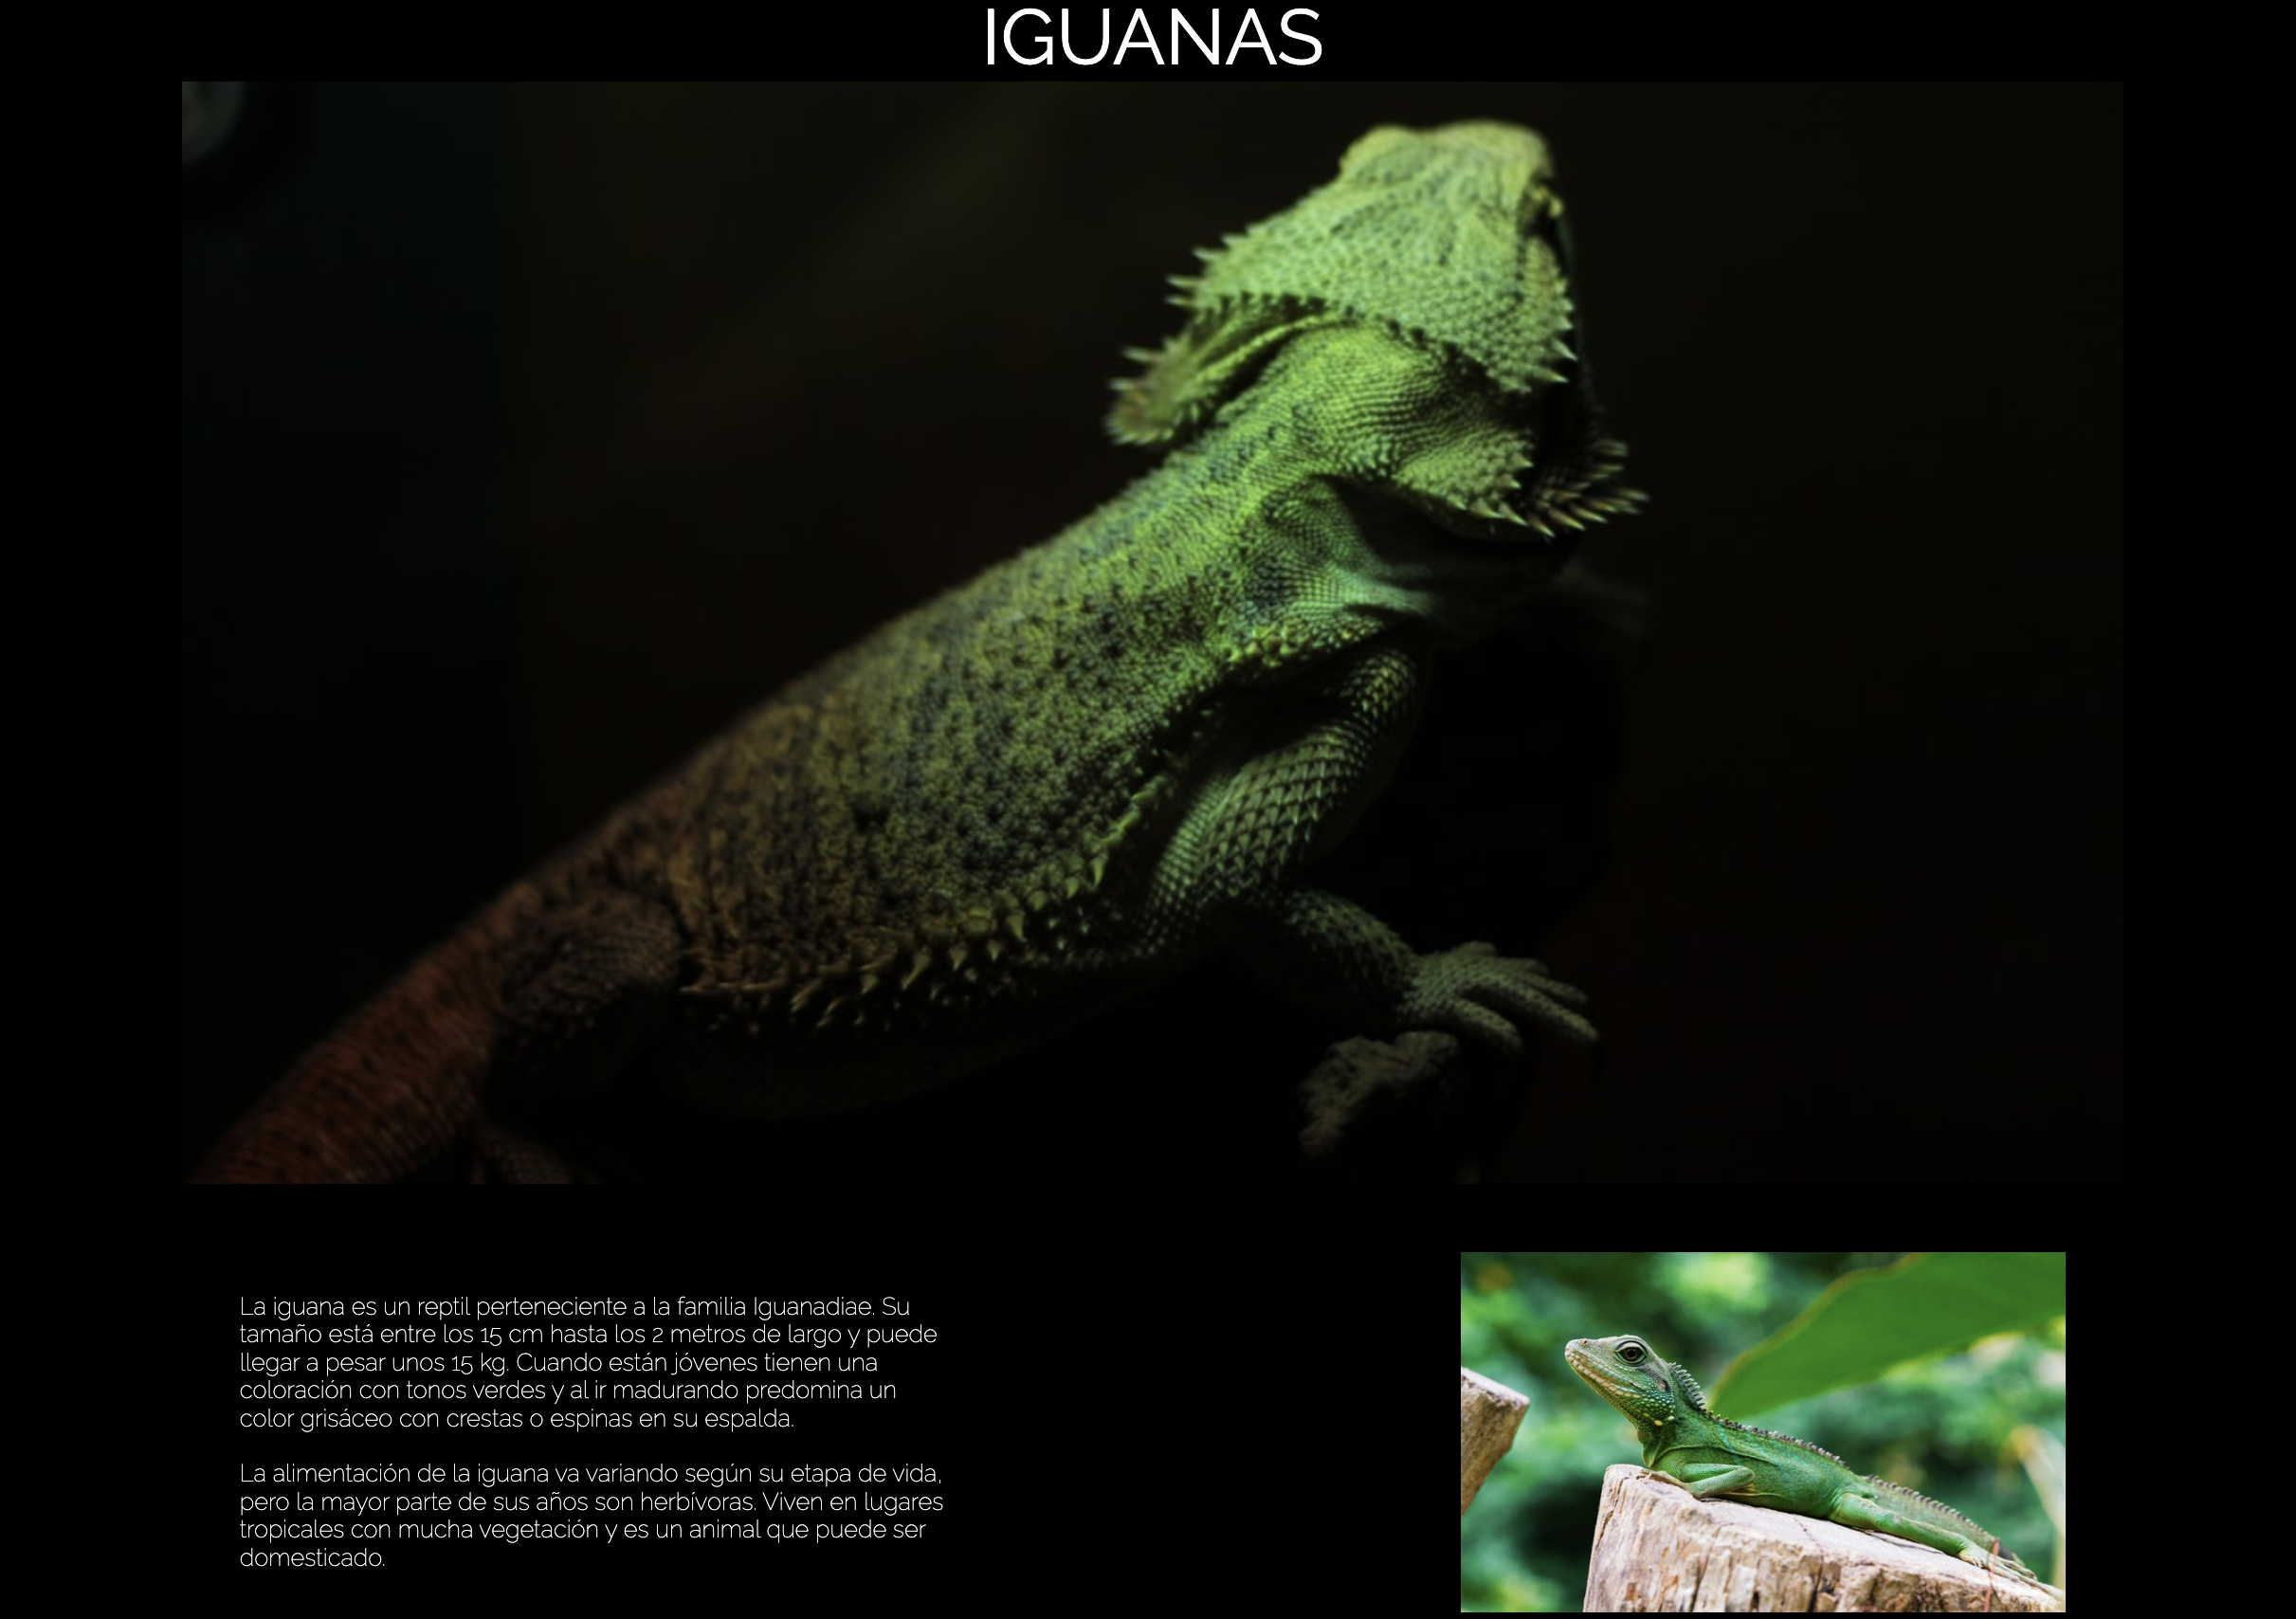 IGUANAS
La iguana es un reptil perteneciente a la familia Iguanadiae. Su
tamaño está entre los 15 cm hasta los 2 metros de largo y puede
llegar a pesar unos 15 kg. Cuando están jóvenes tienen una
coloración con tonos verdes y al ir madurando predomina un
color grisáceo con crestas o espinas en su espalda.
La alimentación de la iguana va variando según su etapa de vida,
pero la mayor parte de sus años son herbívoras. Viven en lugares
tropicales con mucha vegetación y es un animal que puede ser
domesticado.